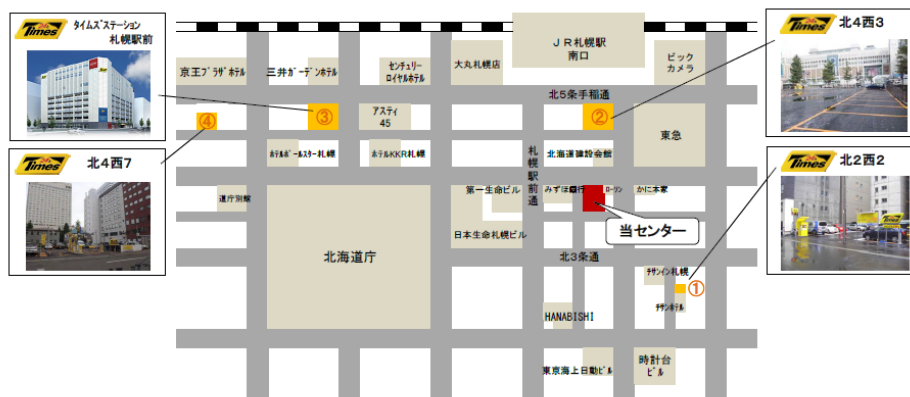 Times
タイムズステーション
札幌駅前
Times
北4西7
Times
北4西3
Times
北2西2
JR札幌駅
南口
ビック
カメラ
大丸札幌店
センチュリー
ロイヤルホテル
三井ガーデンホテル
京王プラザホテル
北5条手稲通
④
③
アスティ
45
②
東急
ホテルポールスター札幌
ホテルKKR札幌
札幌駅前通
北海道建設会館
道庁別館
第一生命ビル
みずほ銀行
ローソン
かに本家
当センター
日本生命札幌ビル
北海道庁
北3条通
チサンイン札幌
①
チサンホテル
HANABISHI
東京海上日動ビル
時計台
ビル